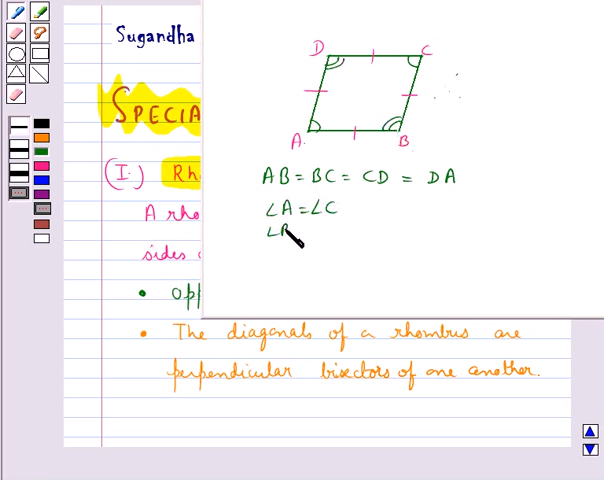 Sugandha
D C
A B
SPECIA
AB = BC = CD = DA
(I.) Rh
∠A = ∠C
A rho
∠
sides
• Opp
• The diagonals of a rhombus are
perpendicular bisectors of one another.